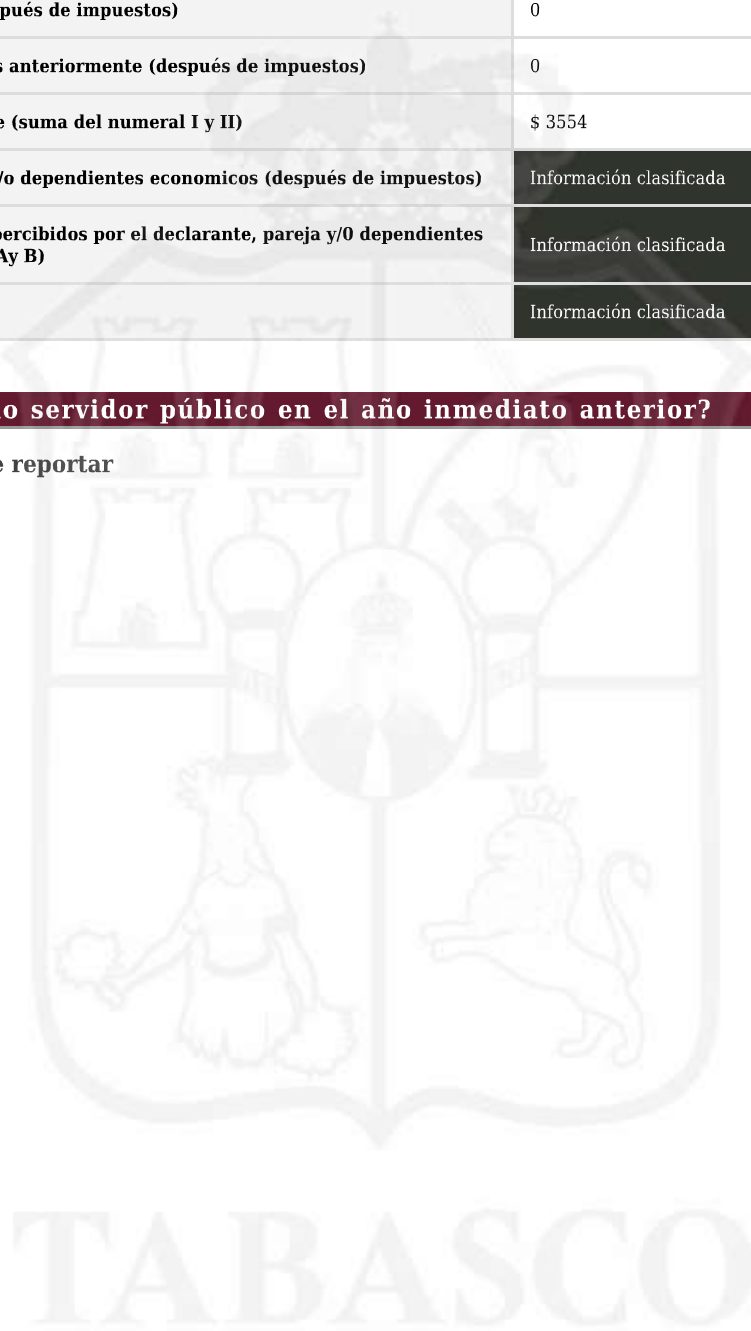 pués de impuestos)
0
s anteriormente (después de impuestos)
0
e (suma del numeral I y II)
$ 3554
/o dependientes economicos (después de impuestos)
Información clasificada
percibidos por el declarante, pareja y/0 dependientes
Ay B)
Información clasificada
Información clasificada
o servidor público en el año inmediato anterior?
e reportar
TABASCO